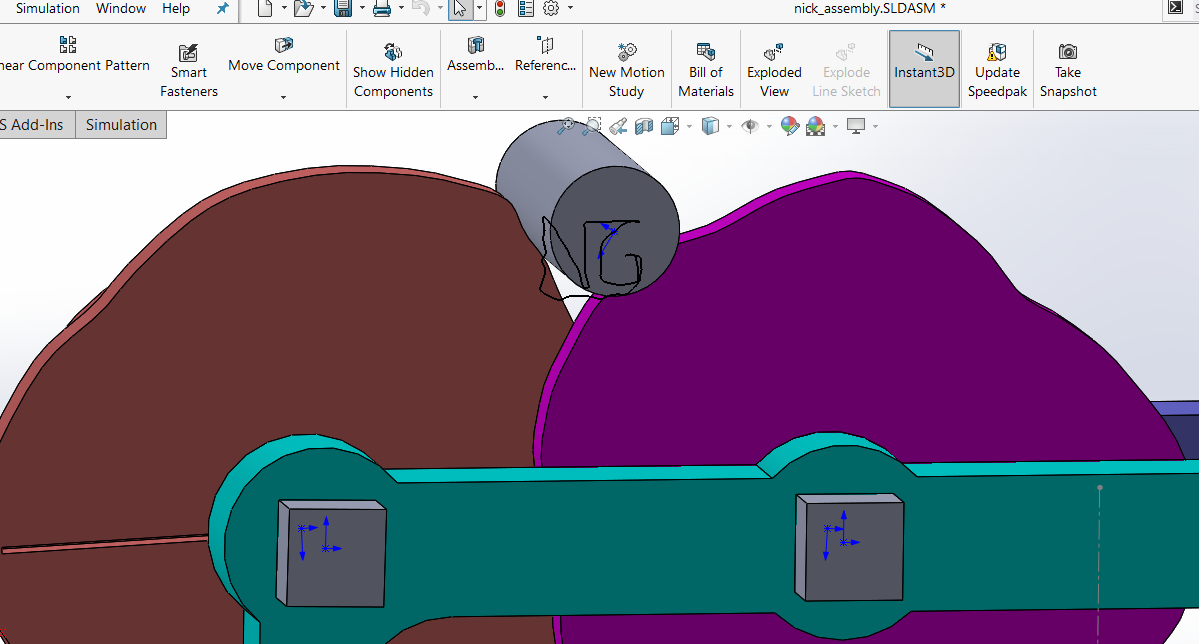 Simulation Window Help nick_assembly.SLDASM *
near Component Pattern Smart Fasteners Move Component Show Hidden Components Assemb... Referenc... New Motion Study Bill of Materials Exploded View Explode Line Sketch Instant3D Update Speedpak Take Snapshot
S Add-Ins Simulation